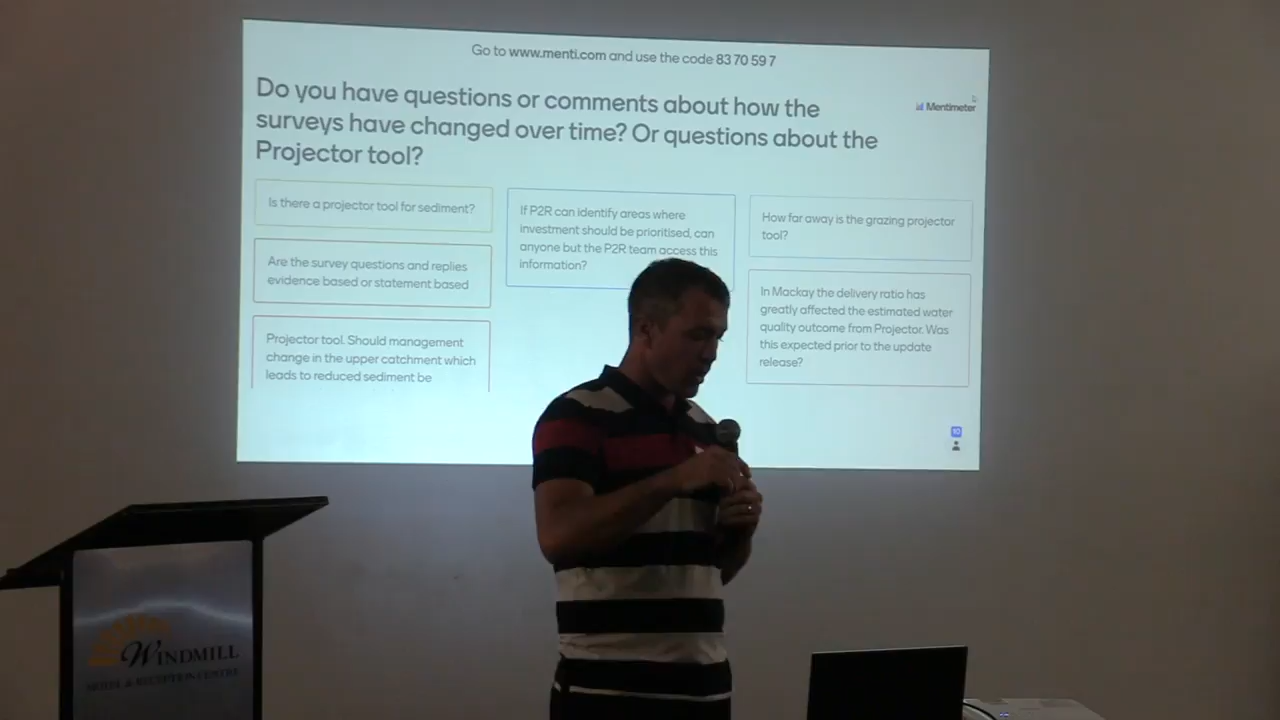 Go to www.menti.com and use the code 83 70 59 7
Do you have questions or comments about how the
surveys have changed over time? Or questions about the
Projector tool?
Mentimeter
Is there a projector tool for sediment?
Are the survey questions and replies
evidence based or statement based
Projector tool. Should management
change in the upper catchment which
leads to reduced sediment be
If P2R can identify areas where
investment should be prioritised, can
anyone but the P2R team access this
information?
How far away is the grazing projector
tool?
In Mackay the delivery ratio has
greatly affected the estimated water
quality outcome from Projector. Was
this expected prior to the update
release?
10
WINDMILL
MOTEL & RECEPTION CENTRE